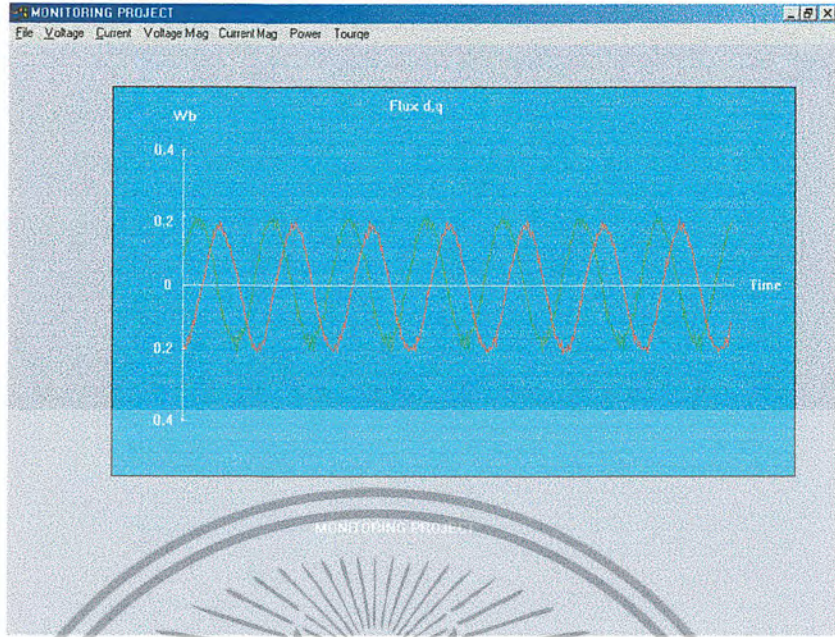 MONITORING PROJECT
File Voltage Current Voltage Mag Current Mag Power Tourqe
Flux d,q
Wb
0.4
0.2
0
Time
0.2
0.4
MONITORING PROJECT